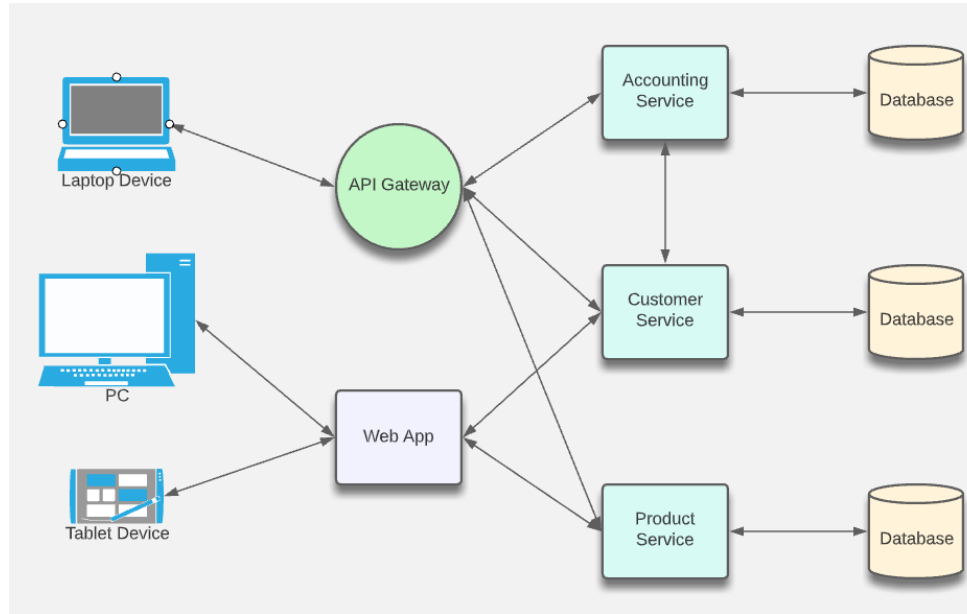 Laptop Device
PC
Tablet Device
API Gateway
Web App
Accounting
Service
Customer
Service
Product
Service
Database
Database
Database